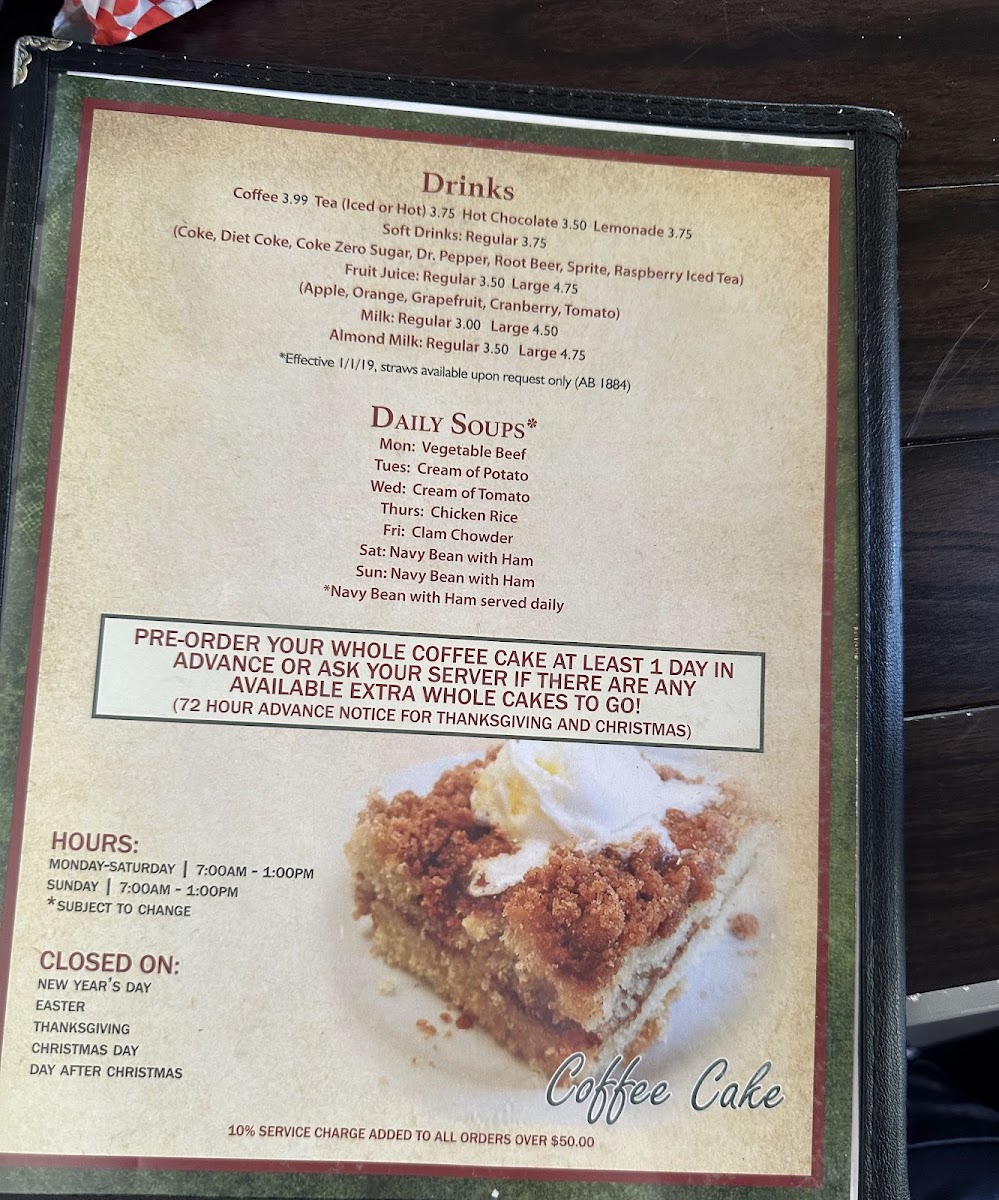 Drinks
Coffee 3.99 Tea (Iced or Hot) 3.75 Hot Chocolate 3.50 Lemonade 3.75
Soft Drinks: Regular 3.75
(Coke, Diet Coke, Coke Zero Sugar, Dr. Pepper, Root Beer, Sprite, Raspberry Iced Tea)
Fruit Juice: Regular 3.50 Large 4.75
(Apple, Orange, Grapefruit, Cranberry, Tomato)
Milk: Regular 3.00 Large 4.50
Almond Milk: Regular 3.50 Large 4.75
*Effective 1/1/19, straws available upon request only (AB 1884)
DAILY SOUPS*
Mon: Vegetable Beef
Tues: Cream of Potato
Wed: Cream of Tomato
Thurs: Chicken Rice
Fri: Clam Chowder
Sat: Navy Bean with Ham
Sun: Navy Bean with Ham
*Navy Bean with Ham served daily
PRE-ORDER YOUR WHOLE COFFEE CAKE AT LEAST 1 DAY IN
ADVANCE OR ASK YOUR SERVER IF THERE ARE ANY
AVAILABLE EXTRA WHOLE CAKES TO GO!
(72 HOUR ADVANCE NOTICE FOR THANKSGIVING AND CHRISTMAS)
HOURS:
MONDAY-SATURDAY | 7:00AM - 1:00PM
SUNDAY | 7:00AM - 1:00PM
*SUBJECT TO CHANGE
CLOSED ON:
NEW YEAR'S DAY
EASTER
THANKSGIVING
CHRISTMAS DAY
DAY AFTER CHRISTMAS
Coffee Cake
10% SERVICE CHARGE ADDED TO ALL ORDERS OVER $50.00